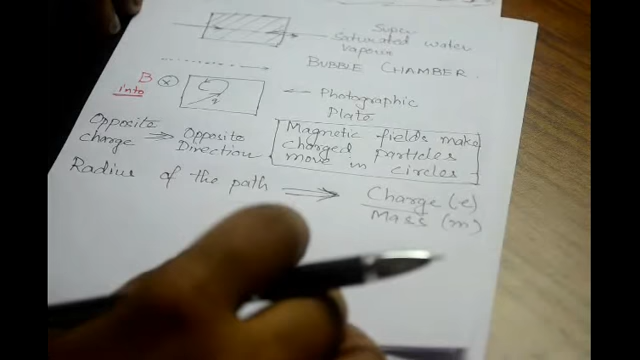 Super
Saturated water
Vapour
BUBBLE CHAMBER.
B
into
Photographic
Plate
Opposite
charge
Opposite
Direction
Magnetic fields make
charged particles
move in circles
Radius of the path
Charge (e)
Mass (m)